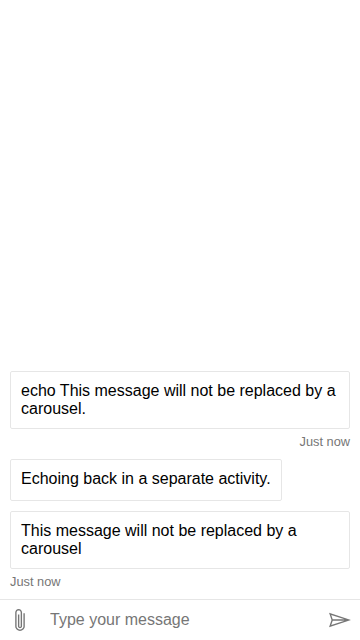 echo This message will not be replaced by a
carousel.
Just now
Echoing back in a separate activity.
This message will not be replaced by a
carousel
Just now
Type your message